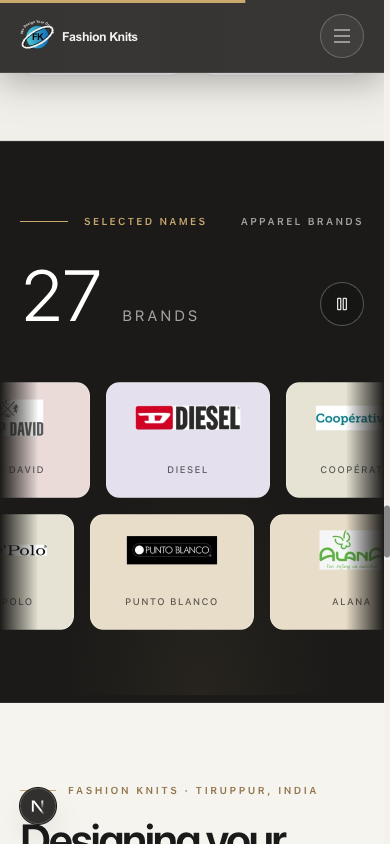 FK
Fashion Knits
SELECTED NAMES
APPAREL BRANDS
27
BRANDS
DAVID
DIESEL
Coopérativ
DAVID
DIESEL
COOPÉRAT
'Polo
PUNTO BLANCO
ALANA
POLO
PUNTO BLANCO
ALANA
FASHION KNITS · TIRUPPUR, INDIA
N
Designing your